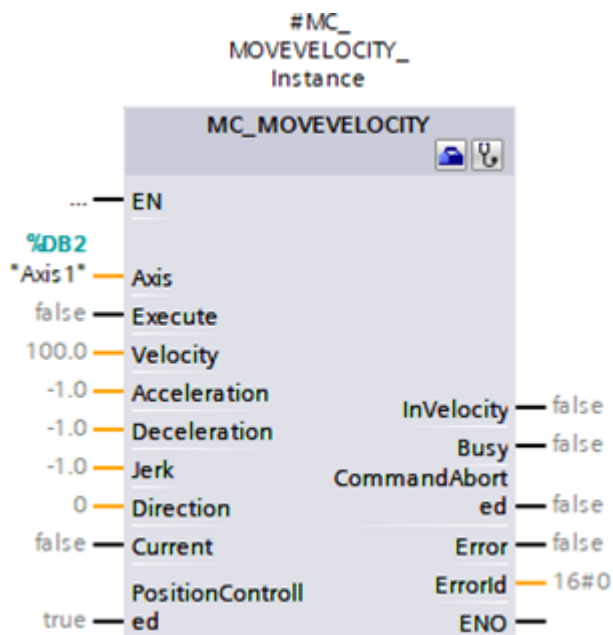 #MC_
MOVEVELOCITY_
Instance
MC_MOVEVELOCITY
... EN
%DB2
"Axis1" Axis
false Execute
100.0 Velocity
-1.0 Acceleration
InVelocity false
-1.0 Deceleration
Busy false
-1.0 Jerk
CommandAbort
ed false
0 Direction
false Current
Error false
PositionControll
ErrorId 16#0
true ed
ENO